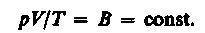 pV/T = B = const.